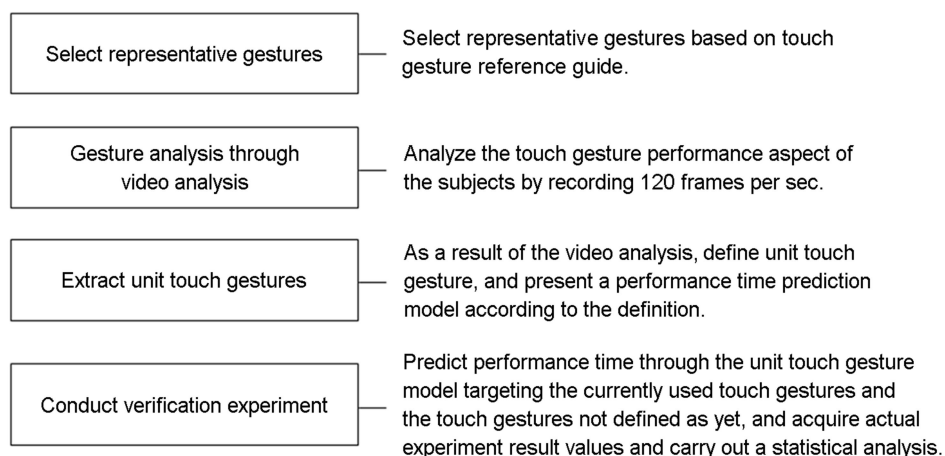 Select representative gestures
Select representative gestures based on touch
gesture reference guide.
Gesture analysis through
video analysis
Analyze the touch gesture performance aspect of
the subjects by recording 120 frames per sec.
Extract unit touch gestures
As a result of the video analysis, define unit touch
gesture, and present a performance time prediction
model according to the definition.
Conduct verification experiment
Predict performance time through the unit touch gesture
model targeting the currently used touch gestures and
the touch gestures not defined as yet, and acquire actual
experiment result values and carry out a statistical analysis.